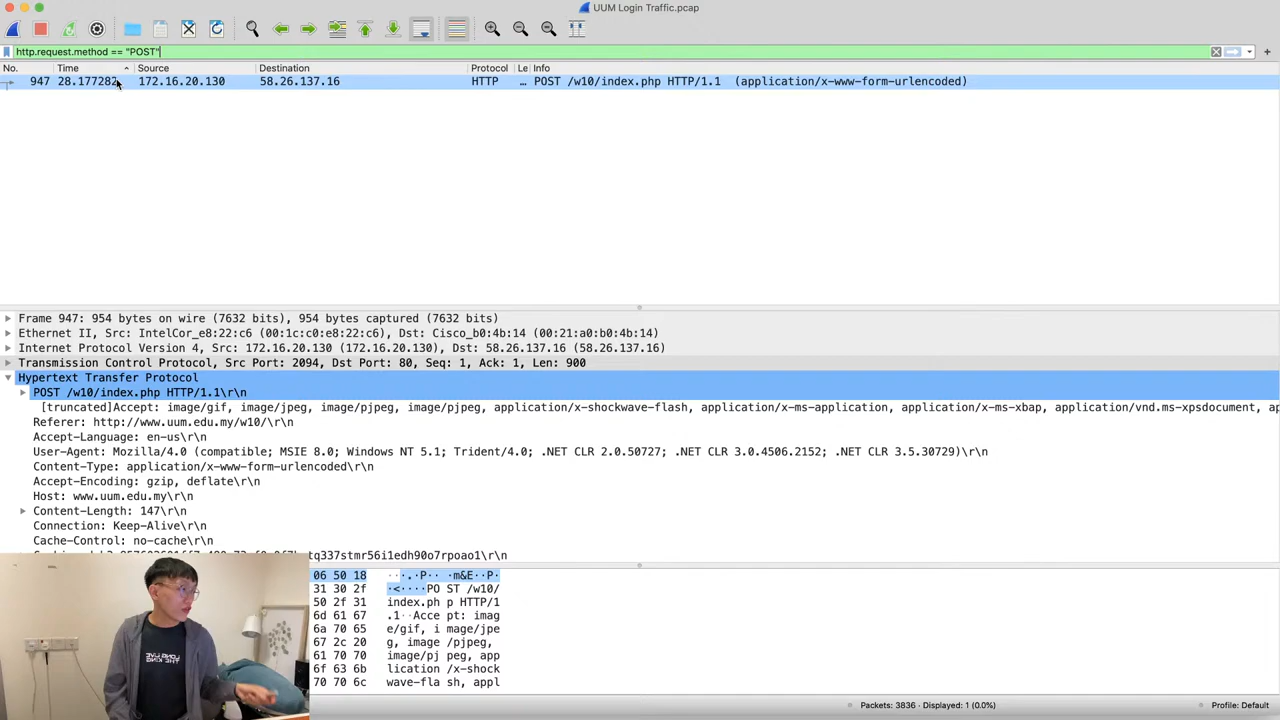 UUM Login Traffic.pcap
http.request.method == "POST"
No. Time Source Destination Protocol Le Info
947 28.177282 172.16.20.130 58.26.137.16 HTTP … POST /w10/index.php HTTP/1.1 (application/x-www-form-urlencoded)
Frame 947: 954 bytes on wire (7632 bits), 954 bytes captured (7632 bits)
Ethernet II, Src: IntelCor_e8:22:c6 (00:1c:c0:e8:22:c6), Dst: Cisco_b0:4b:14 (00:21:a0:b0:4b:14)
Internet Protocol Version 4, Src: 172.16.20.130 (172.16.20.130), Dst: 58.26.137.16 (58.26.137.16)
Transmission Control Protocol, Src Port: 2094, Dst Port: 80, Seq: 1, Ack: 1, Len: 900
Hypertext Transfer Protocol
POST /w10/index.php HTTP/1.1\r\n
[truncated]Accept: image/gif, image/jpeg, image/pjpeg, image/pjpeg, application/x-shockwave-flash, application/x-ms-application, application/x-ms-xbap, application/vnd.ms-xpsdocument, ap
Referer: http://www.uum.edu.my/w10/\r\n
Accept-Language: en-us\r\n
User-Agent: Mozilla/4.0 (compatible; MSIE 8.0; Windows NT 5.1; Trident/4.0; .NET CLR 2.0.50727; .NET CLR 3.0.4506.2152; .NET CLR 3.5.30729)\r\n
Content-Type: application/x-www-form-urlencoded\r\n
Accept-Encoding: gzip, deflate\r\n
Host: www.uum.edu.my\r\n
Content-Length: 147\r\n
Connection: Keep-Alive\r\n
Cache-Control: no-cache\r\n
tq337stmr56i1edh90o7rpoao1\r\n
06 50 18 ···.·P·· ·m&E··P·
31 30 2f ·<····PO ST /w10/
50 2f 31 index.ph p HTTP/1
6d 61 67 .1··Acce pt: imag
6a 70 65 e/gif, i mage/jpe
67 2c 20 g, image /pjpeg,
61 70 70 image/pj peg, app
6f 63 6b lication /x-shock
70 70 6c wave-fla sh, appl
Packets: 3836 · Displayed: 1 (0.0%)
Profile: Default